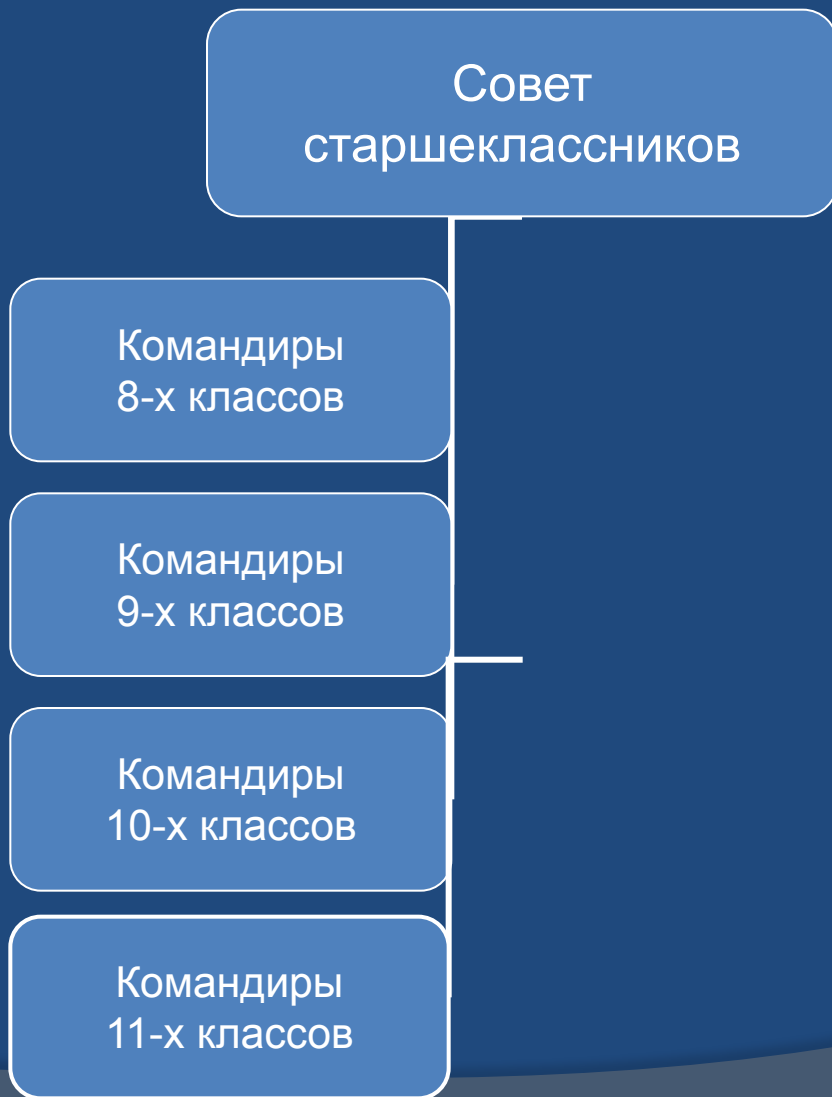 Совет
старшеклассников
Командиры
8-х классов
Командиры
9-х классов
Командиры
10-х классов
Командиры
11-х классов